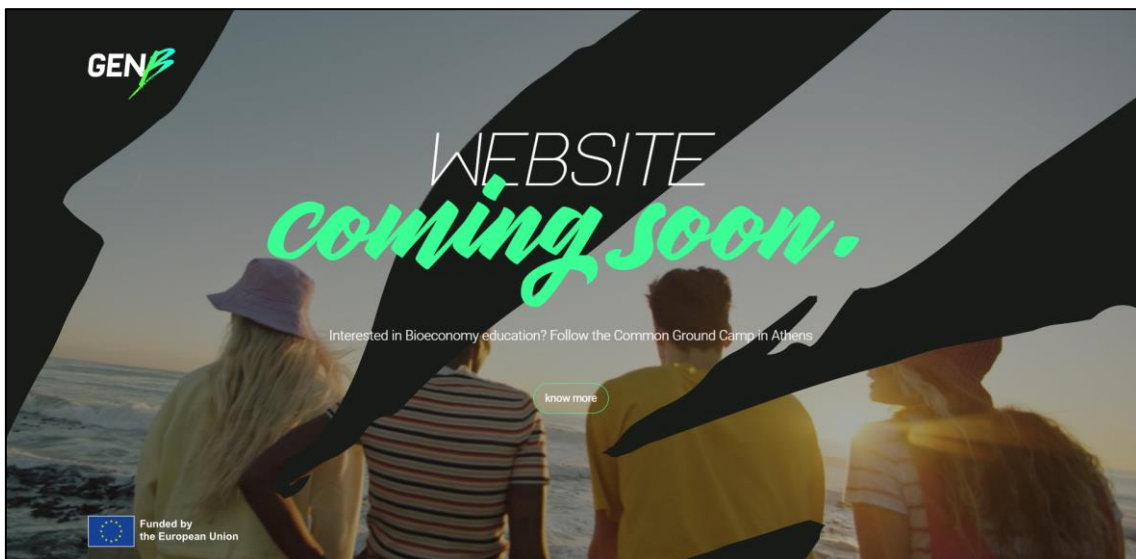 GENB
WEBSITE
coming soon.
Interested in Bioeconomy education? Follow the Common Ground Camp in Athens
know more
Funded by
the European Union